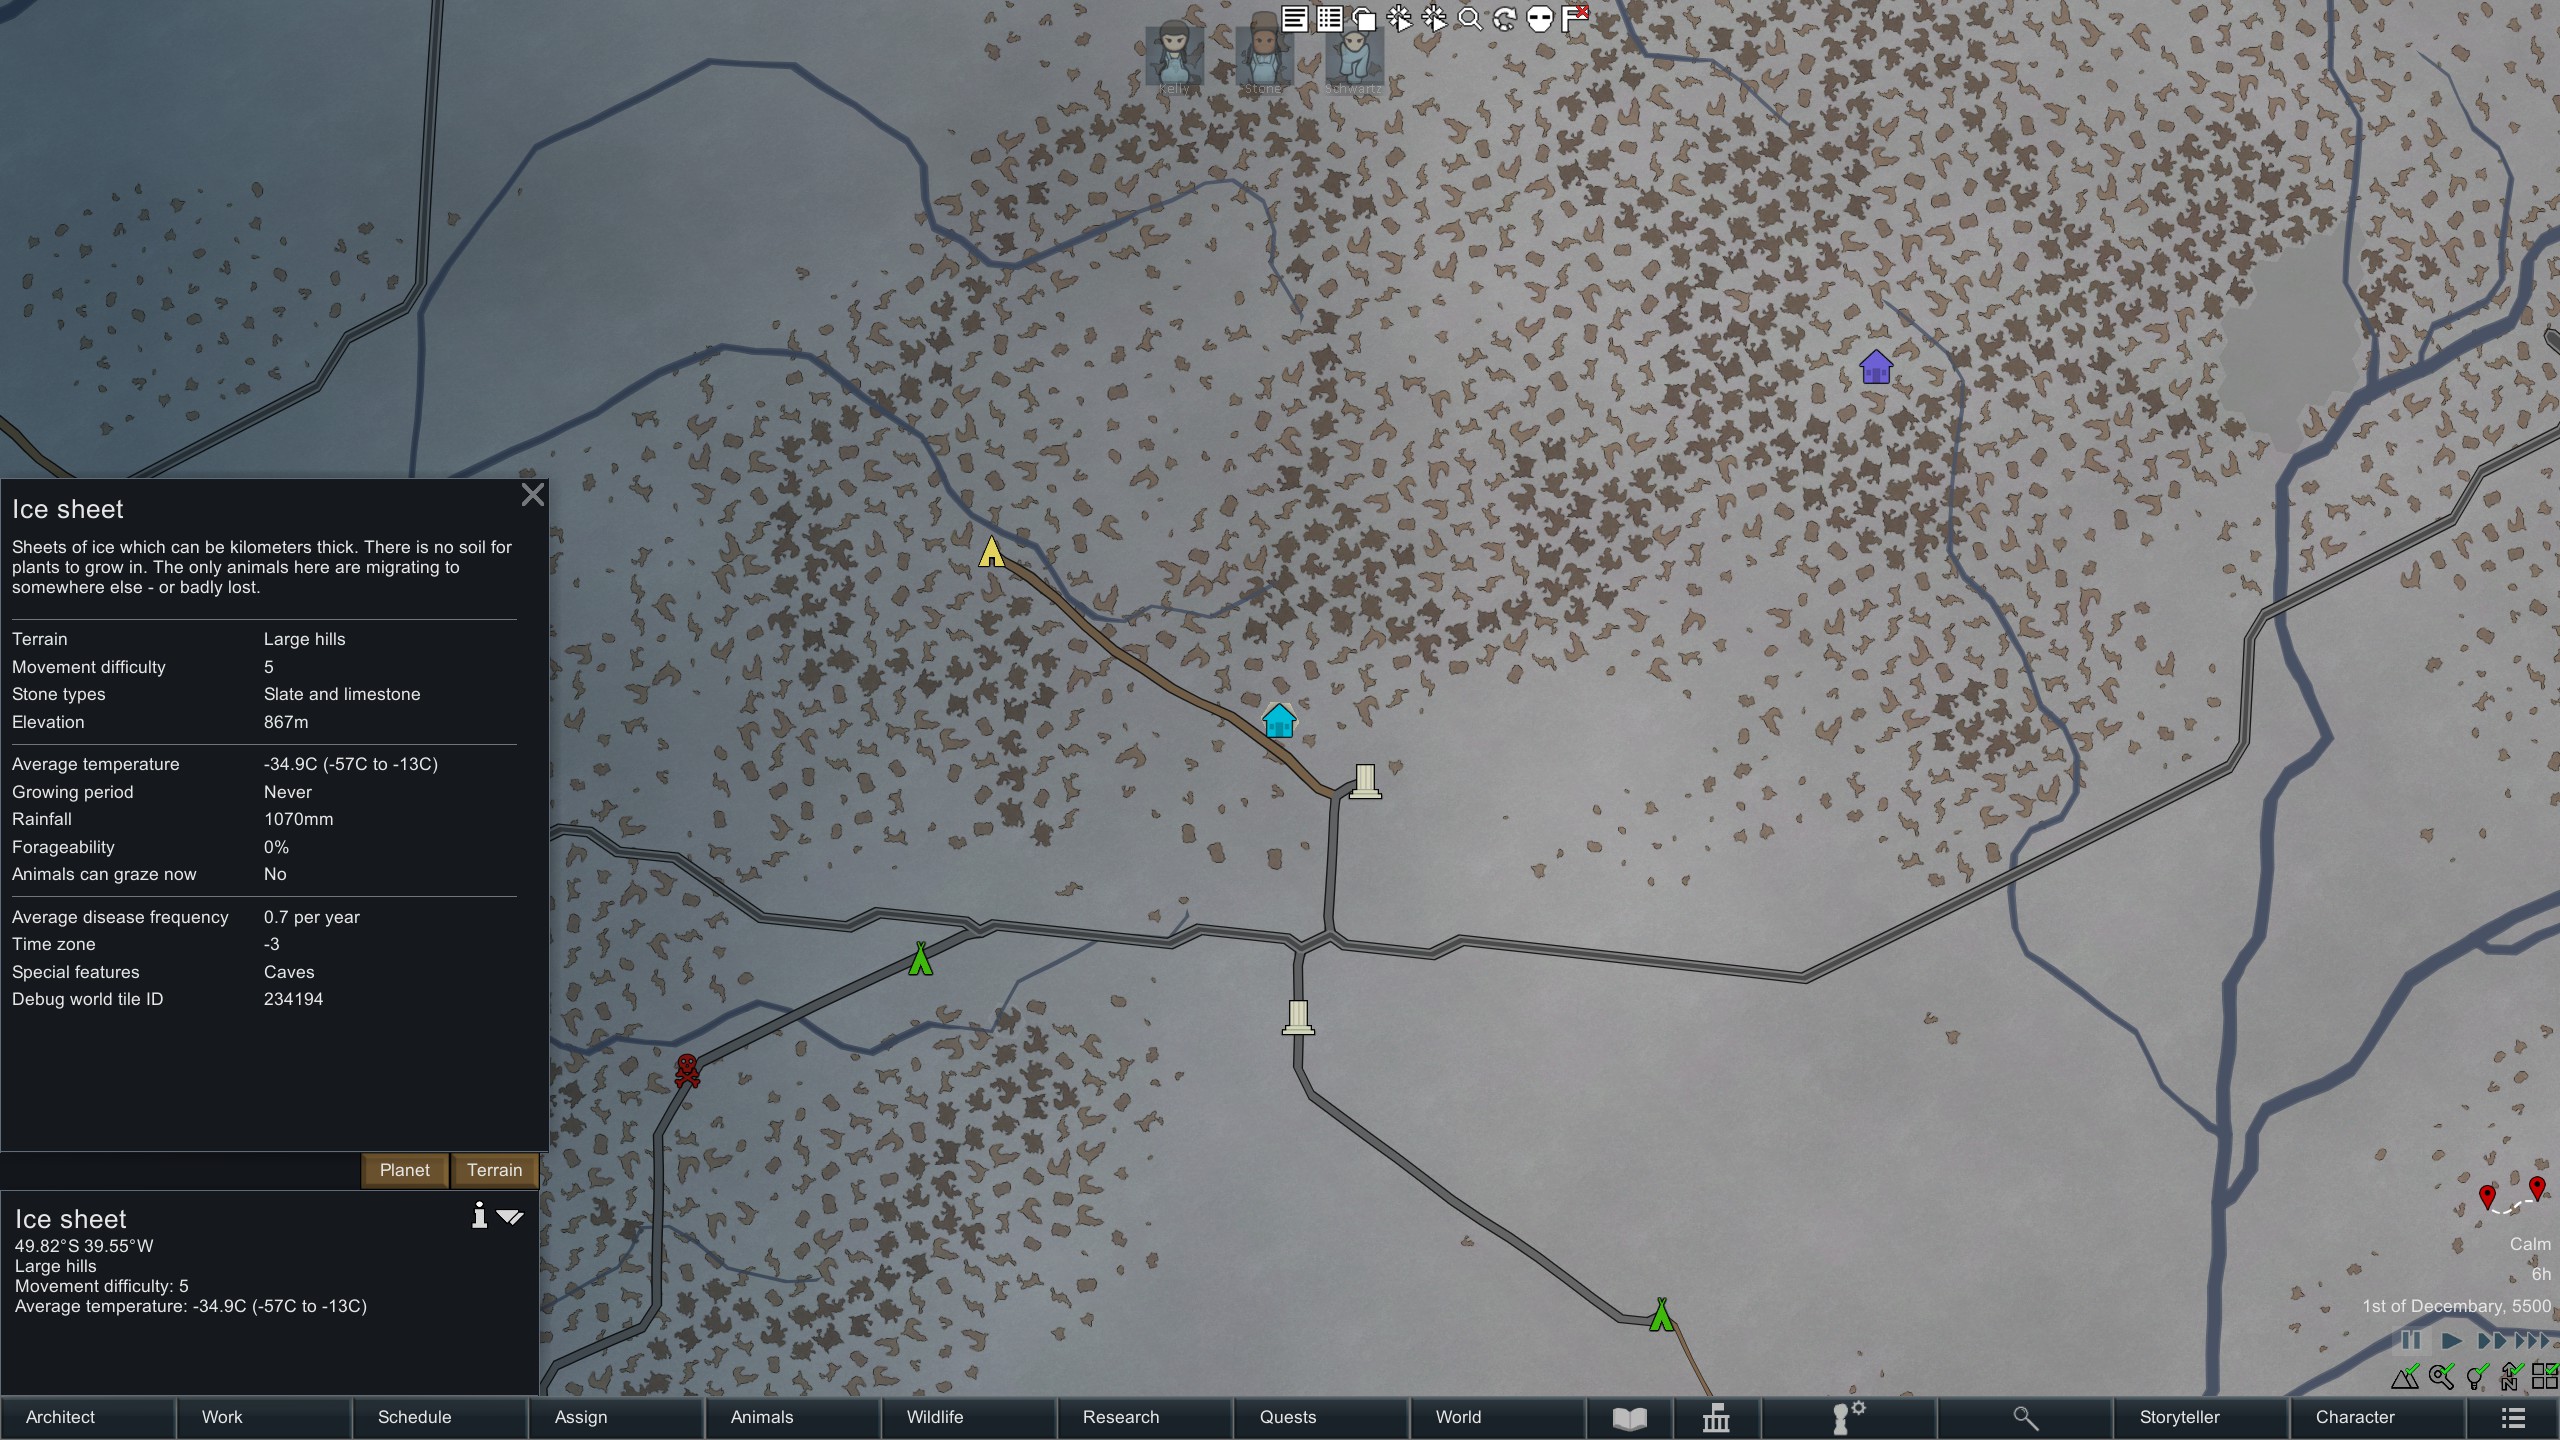 Kelly
Stone
Schwartz
Ice sheet
Sheets of ice which can be kilometers thick. There is no soil for
plants to grow in. The only animals here are migrating to
somewhere else - or badly lost.
Terrain Large hills
Movement difficulty 5
Stone types Slate and limestone
Elevation 867m
Average temperature -34.9C (-57C to -13C)
Growing period Never
Rainfall 1070mm
Forageability 0%
Animals can graze now No
Average disease frequency 0.7 per year
Time zone -3
Special features Caves
Debug world tile ID 234194
Planet Terrain
Ice sheet
49.82°S 39.55°W
Large hills
Movement difficulty: 5
Average temperature: -34.9C (-57C to -13C)
Calm
6h
1st of Decembary, 5500
Architect Work Schedule Assign Animals Wildlife Research Quests World Storyteller Character